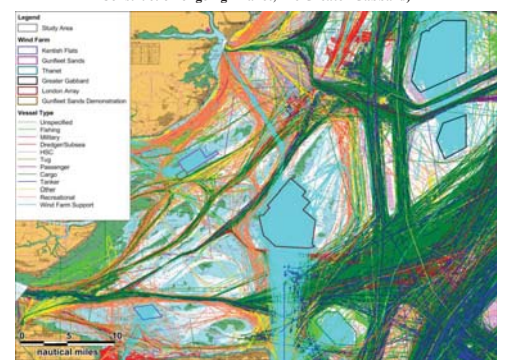 Legend
Study Area
Wind Farm
Kentish Flats
Gunfleet Sands
Thanet
Greater Gabbard
London Array
Gunfleet Sands Demonstration
Vessel Type
Unspecified
Fishing
Military
Dredger/Subsea
HSC
Tug
Passenger
Cargo
Tanker
Other
Recreational
Wind Farm Support
0 5 10
nautical miles